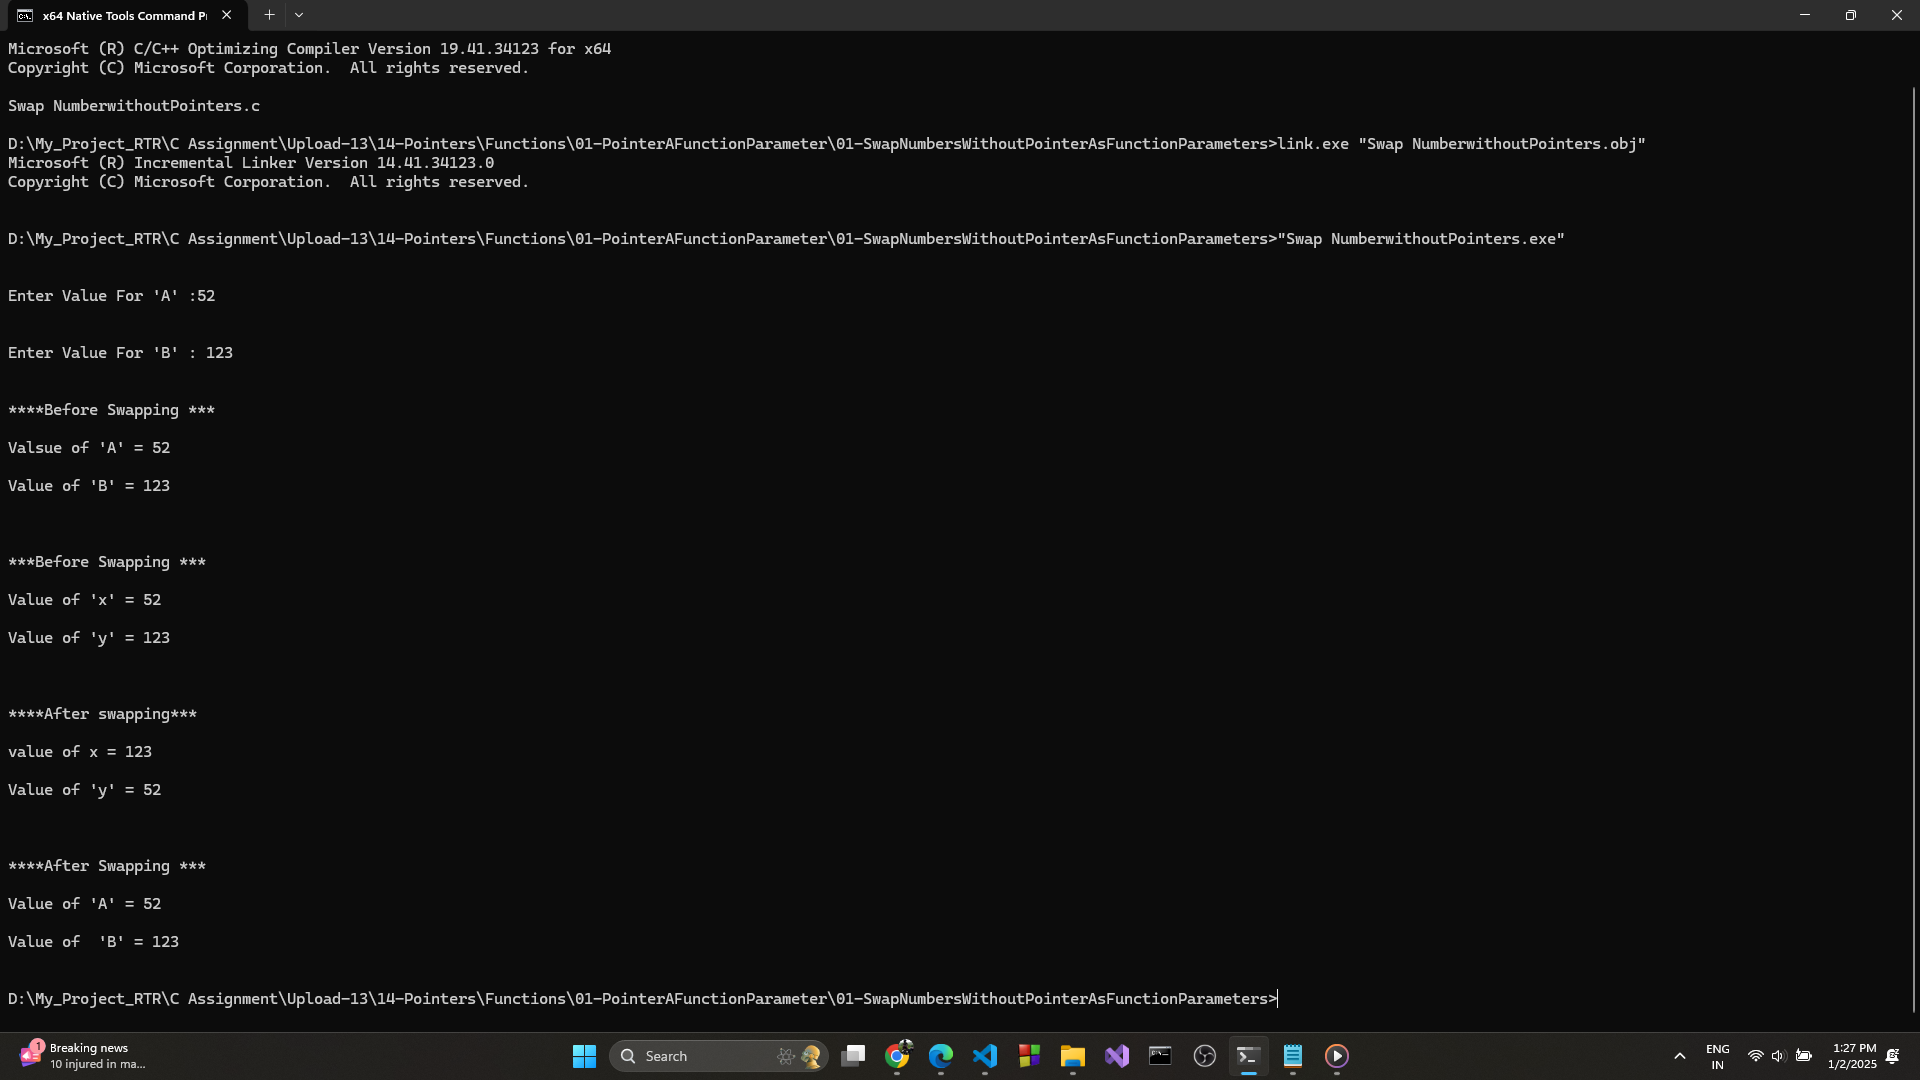 x64 Native Tools Command P
Microsoft (R) C/C++ Optimizing Compiler Version 19.41.34123 for x64
Copyright (C) Microsoft Corporation.  All rights reserved.
Swap NumberwithoutPointers.c
D:\My_Project_RTR\C Assignment\Upload-13\14-Pointers\Functions\01-PointerAFunctionParameter\01-SwapNumbersWithoutPointerAsFunctionParameters>link.exe "Swap NumberwithoutPointers.obj"
Microsoft (R) Incremental Linker Version 14.41.34123.0
Copyright (C) Microsoft Corporation.  All rights reserved.
D:\My_Project_RTR\C Assignment\Upload-13\14-Pointers\Functions\01-PointerAFunctionParameter\01-SwapNumbersWithoutPointerAsFunctionParameters>"Swap NumberwithoutPointers.exe"
Enter Value For 'A' :52
Enter Value For 'B' : 123
****Before Swapping ***
Valsue of 'A' = 52
Value of 'B' = 123
***Before Swapping ***
Value of 'x' = 52
Value of 'y' = 123
****After swapping***
value of x = 123
Value of 'y' = 52
****After Swapping ***
Value of 'A' = 52
Value of  'B' = 123
D:\My_Project_RTR\C Assignment\Upload-13\14-Pointers\Functions\01-PointerAFunctionParameter\01-SwapNumbersWithoutPointerAsFunctionParameters>
1
Breaking news
10 injured in ma...
Search
ENG
IN
1:27 PM
1/2/2025